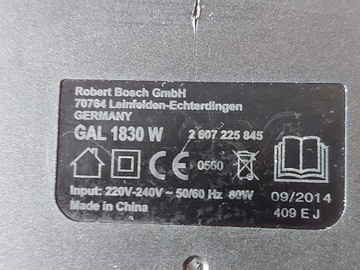 Robert Bosch GmbH
70764 Leinfelden-Echterdingen
GERMANY
GAL 1830 W 2 607 225 845
CE 0560
Input: 220V-240V ~ 50/60 Hz 80W
Made in China
09/2014
409 E J